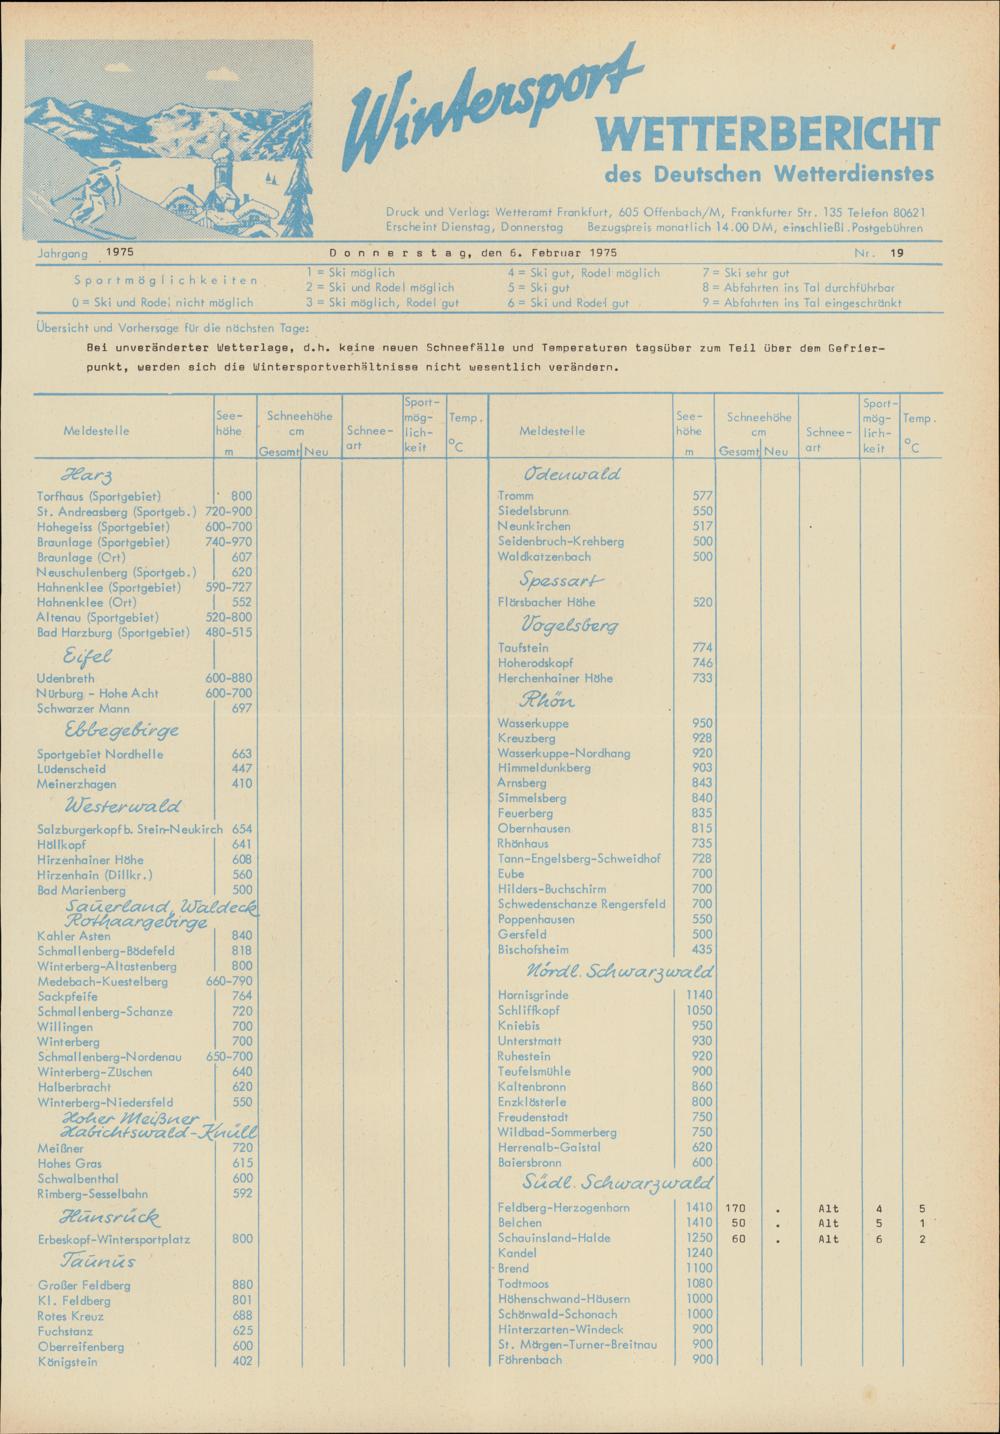 Wintersport
WETTERBERICHT
des Deutschen Wetterdienstes
Druck und Verlag: Wetteramt Frankfurt, 605 Offenbach/M, Frankfurter Str. 135 Telefon 80621
Erscheint Dienstag, Donnerstag Bezugspreis monatlich 14.00 DM, einschließl. Postgebühren
Jahrgang 1975 Donnerstag, den 6. Februar 1975 Nr. 19
Sportmöglichkeiten
0 = Ski und Rodel nicht möglich
1 = Ski möglich
2 = Ski und Rodel möglich
3 = Ski möglich, Rodel gut
4 = Ski gut, Rodel möglich
5 = Ski gut
6 = Ski und Rodel gut
7 = Ski sehr gut
8 = Abfahrten ins Tal durchführbar
9 = Abfahrten ins Tal eingeschränkt
Übersicht und Vorhersage für die nächsten Tage:
Bei unveränderter Wetterlage, d.h. keine neuen Schneefälle und Temperaturen tagsüber zum Teil über dem Gefrier-
punkt, werden sich die Wintersportverhältnisse nicht wesentlich verändern.
Meldestelle
See-
höhe
m
Schneehöhe
cm
Gesamt Neu
Schnee-
art
Sport-
mög-
lich-
keit
Temp.
°C
Harz
Torfhaus (Sportgebiet) 800
St. Andreasberg (Sportgeb.) 720-900
Hohegeiss (Sportgebiet) 600-700
Braunlage (Sportgebiet) 740-970
Braunlage (Ort) 607
Neuschulenberg (Sportgeb.) 620
Hahnenklee (Sportgebiet) 590-727
Hahnenklee (Ort) 552
Altenau (Sportgebiet) 520-800
Bad Harzburg (Sportgebiet) 480-515
Eifel
Udenbreth 600-880
Nürburg - Hohe Acht 600-700
Schwarzer Mann 697
Ebbegebirge
Sportgebiet Nordhelle 663
Lüdenscheid 447
Meinerzhagen 410
Westerwald
Salzburgerkopf b. Stein-Neukirch 654
Höllkopf 641
Hirzenhainer Höhe 608
Hirzenhain (Dillkr.) 560
Bad Marienberg 500
Sauerland, Waldeck
Rothaargebirge
Kahler Asten 840
Schmallenberg-Bödefeld 818
Winterberg-Altastenberg 800
Medebach-Kuestelberg 660-790
Sackpfeife 764
Schmallenberg-Schanze 720
Willingen 700
Winterberg 700
Schmallenberg-Nordenau 650-700
Winterberg-Züschen 640
Halberbracht 620
Winterberg-Niedersfeld 550
Hoher Meißner
Habichtswald-Knüll
Meißner 720
Hohes Gras 615
Schwalbenthal 600
Rimberg-Sesselbahn 592
Hunsrück
Erbeskopf-Wintersportplatz 800
Taunus
Großer Feldberg 880
Kl. Feldberg 801
Rotes Kreuz 688
Fuchstanz 625
Oberreifenberg 600
Königstein 402
Meldestelle
See-
höhe
m
Schneehöhe
cm
Gesamt Neu
Schnee-
art
Sport-
mög-
lich-
keit
Temp.
°C
Odenwald
Tromm 577
Siedelsbrunn 550
Neunkirchen 517
Seidenbruch-Krehberg 500
Waldkatzenbach 500
Spessart
Flörsbacher Höhe 520
Vogelsberg
Taufstein 774
Hoherodskopf 746
Herchenhainer Höhe 733
Rhön
Wasserkuppe 950
Kreuzberg 928
Wasserkuppe-Nordhang 920
Himmeldunkberg 903
Arnsberg 843
Simmelsberg 840
Feuerberg 835
Obernhausen 815
Rhönhaus 735
Tann-Engelsberg-Schweidhof 728
Eube 700
Hilders-Buchschirm 700
Schwedenschanze Rengersfeld 700
Poppenhausen 550
Gersfeld 500
Bischofsheim 435
Nördl. Schwarzwald
Hornisgrinde 1140
Schliffkopf 1050
Kniebis 950
Unterstmatt 930
Ruhestein 920
Teufelsmühle 900
Kaltenbronn 860
Enzklösterle 800
Freudenstadt 750
Wildbad-Sommerberg 750
Herrenalb-Gaistal 620
Baiersbronn 600
Südl. Schwarzwald
Feldberg-Herzogenhorn 1410 170 . Alt 4 5
Belchen 1410 50 . Alt 5 1
Schauinsland-Halde 1250 60 . Alt 6 2
Kandel 1240
Brend 1100
Todtmoos 1080
Höhenschwand-Häusern 1000
Schönwald-Schonach 1000
Hinterzarten-Windeck 900
St. Märgen-Turner-Breitnau 900
Föhrenbach 900